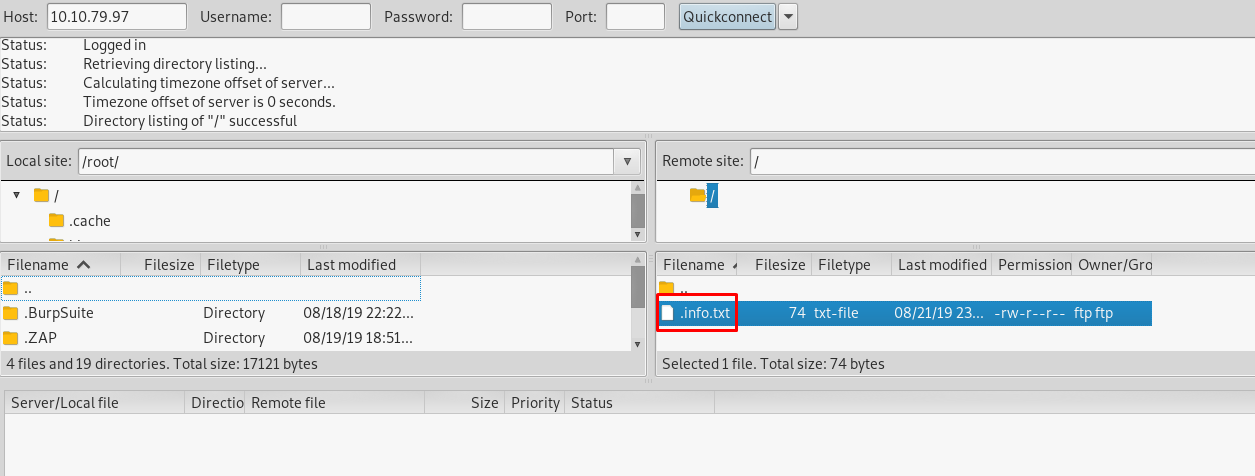 Host: 10.10.79.97 Username: Password: Port: Quickconnect
Status: Logged in
Status: Retrieving directory listing...
Status: Calculating timezone offset of server...
Status: Timezone offset of server is 0 seconds.
Status: Directory listing of "/" successful
Local site: /root/
/
.cache
Filename Filesize Filetype Last modified
..
.BurpSuite Directory 08/18/19 22:22...
.ZAP Directory 08/19/19 18:51...
4 files and 19 directories. Total size: 17121 bytes
Remote site: /
/
Filename Filesize Filetype Last modified Permission Owner/Gro
..
.info.txt 74 txt-file 08/21/19 23... -rw-r--r-- ftp ftp
Selected 1 file. Total size: 74 bytes
Server/Local file Directio Remote file Size Priority Status